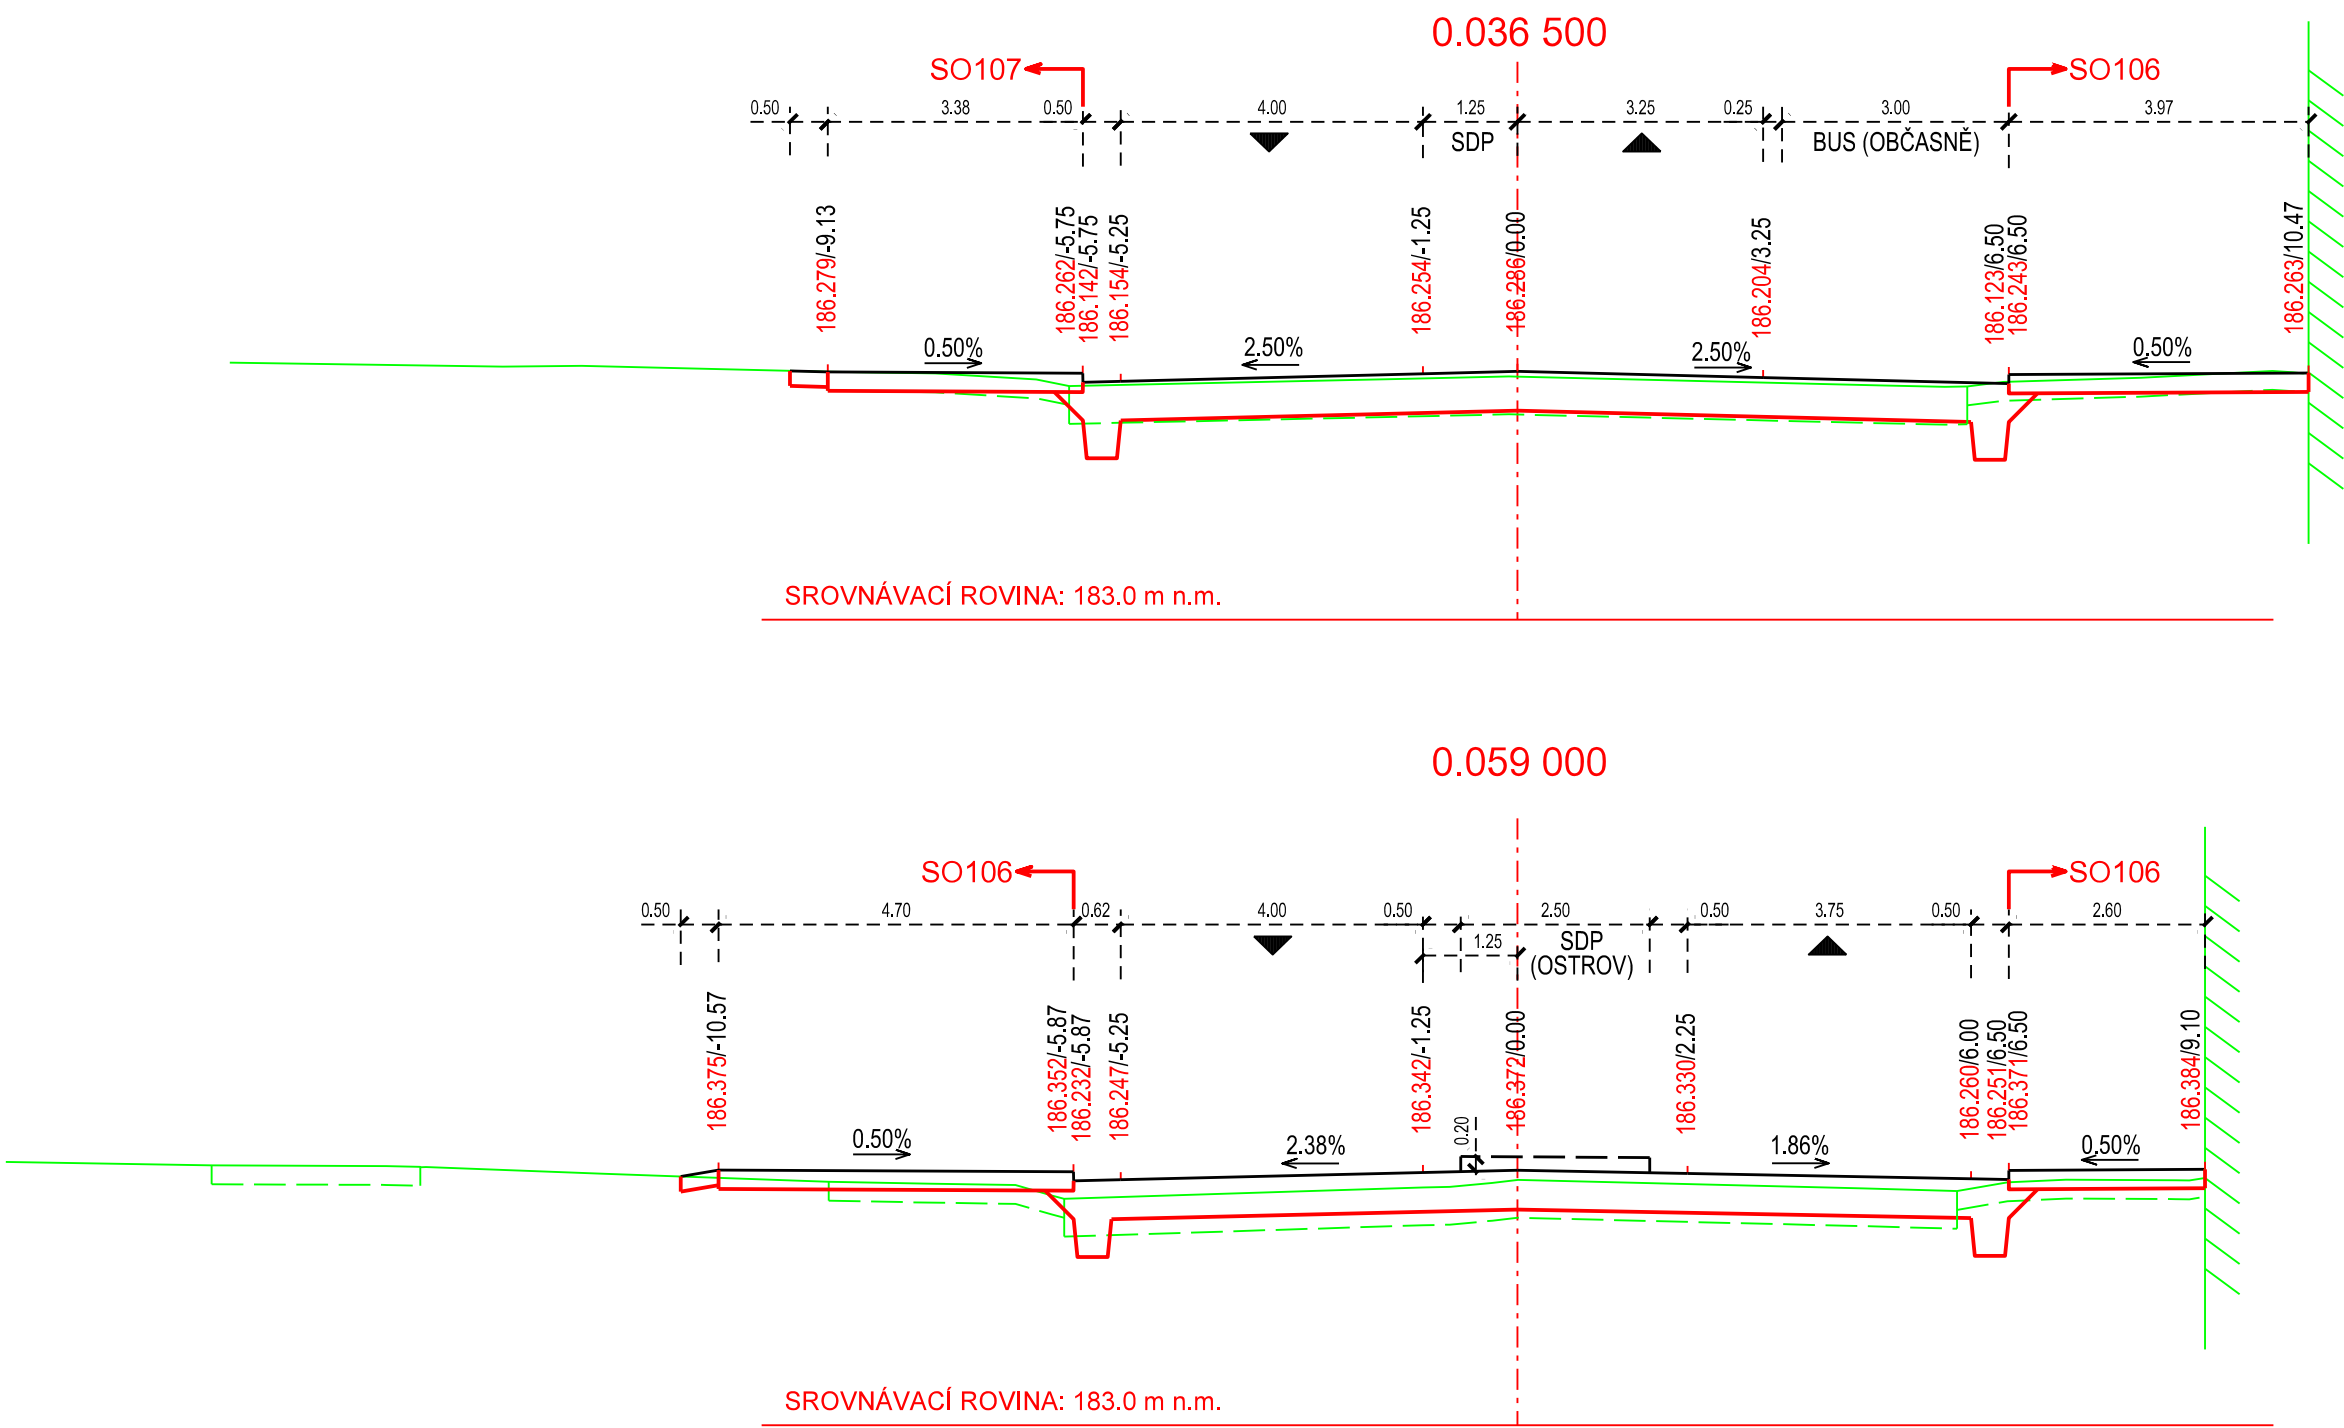 0.036 500
SO107
SO106
0.50 3.38 0.50 4.00 1.25 3.25 0.25 3.00 3.97
SDP
BUS (OBČASNĚ)
186.279/-9.13
186.262/-5.75
186.142/-5.75
186.154/-5.25
186.254/-1.25
186.286/0.00
186.204/3.25
186.123/6.50
186.243/6.50
186.263/10.47
0.50% 2.50% 2.50% 0.50%
SROVNÁVACÍ ROVINA: 183.0 m n.m.
0.059 000
SO106
SO106
0.50 4.70 0.62 4.00 0.50 2.50 0.50 3.75 0.50 2.60
1.25
SDP
(OSTROV)
186.375/-10.57
186.352/-5.87
186.232/-5.87
186.247/-5.25
186.342/-1.25
186.372/0.00
186.330/2.25
186.260/6.00
186.251/6.50
186.371/6.50
186.384/9.10
0.20
0.50% 2.38% 1.86% 0.50%
SROVNÁVACÍ ROVINA: 183.0 m n.m.